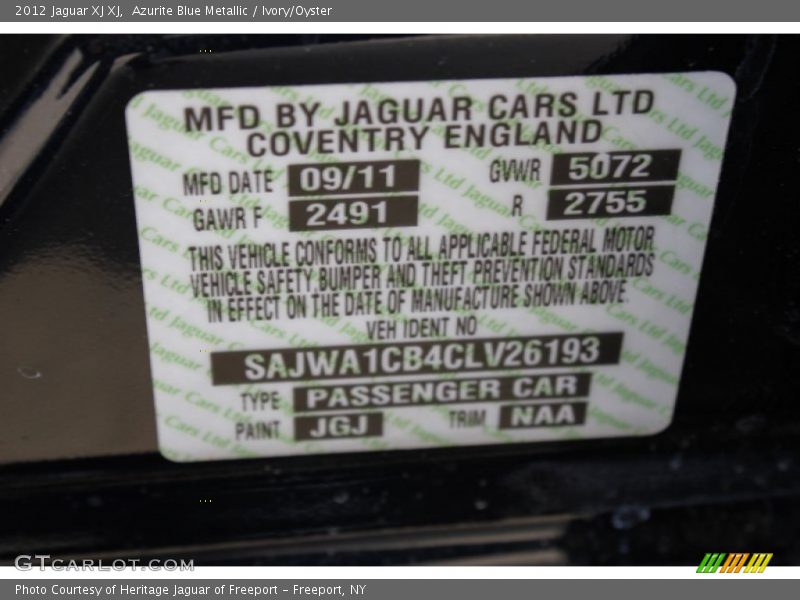 2012 Jaguar XJ XJ,  Azurite Blue Metallic / Ivory/Oyster
MFD BY JAGUAR CARS LTD
COVENTRY ENGLAND
MFD DATE 09/11 GVWR 5072
GAWR F 2491 R 2755
THIS VEHICLE CONFORMS TO ALL APPLICABLE FEDERAL MOTOR
VEHICLE SAFETY, BUMPER AND THEFT PREVENTION STANDARDS
IN EFFECT ON THE DATE OF MANUFACTURE SHOWN ABOVE.
VEH IDENT NO
SAJWA1CB4CLV26193
TYPE PASSENGER CAR
PAINT JGJ TRIM NAA
GTCARLOT.COM
Photo Courtesy of Heritage Jaguar of Freeport – Freeport, NY